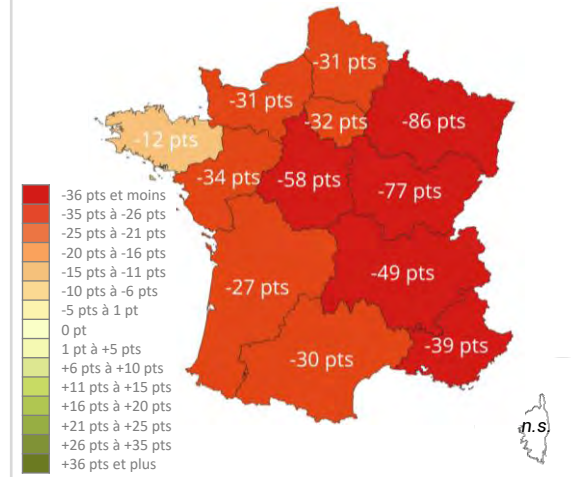 -31 pts
-31 pts
-32 pts
-86 pts
-12 pts
-34 pts
-58 pts
-77 pts
-27 pts
-49 pts
-30 pts
-39 pts
n.s.
-36 pts et moins
-35 pts à -26 pts
-25 pts à -21 pts
-20 pts à -16 pts
-15 pts à -11 pts
-10 pts à -6 pts
-5 pts à 1 pt
0 pt
1 pt à +5 pts
+6 pts à +10 pts
+11 pts à +15 pts
+16 pts à +20 pts
+21 pts à +25 pts
+26 pts à +35 pts
+36 pts et plus